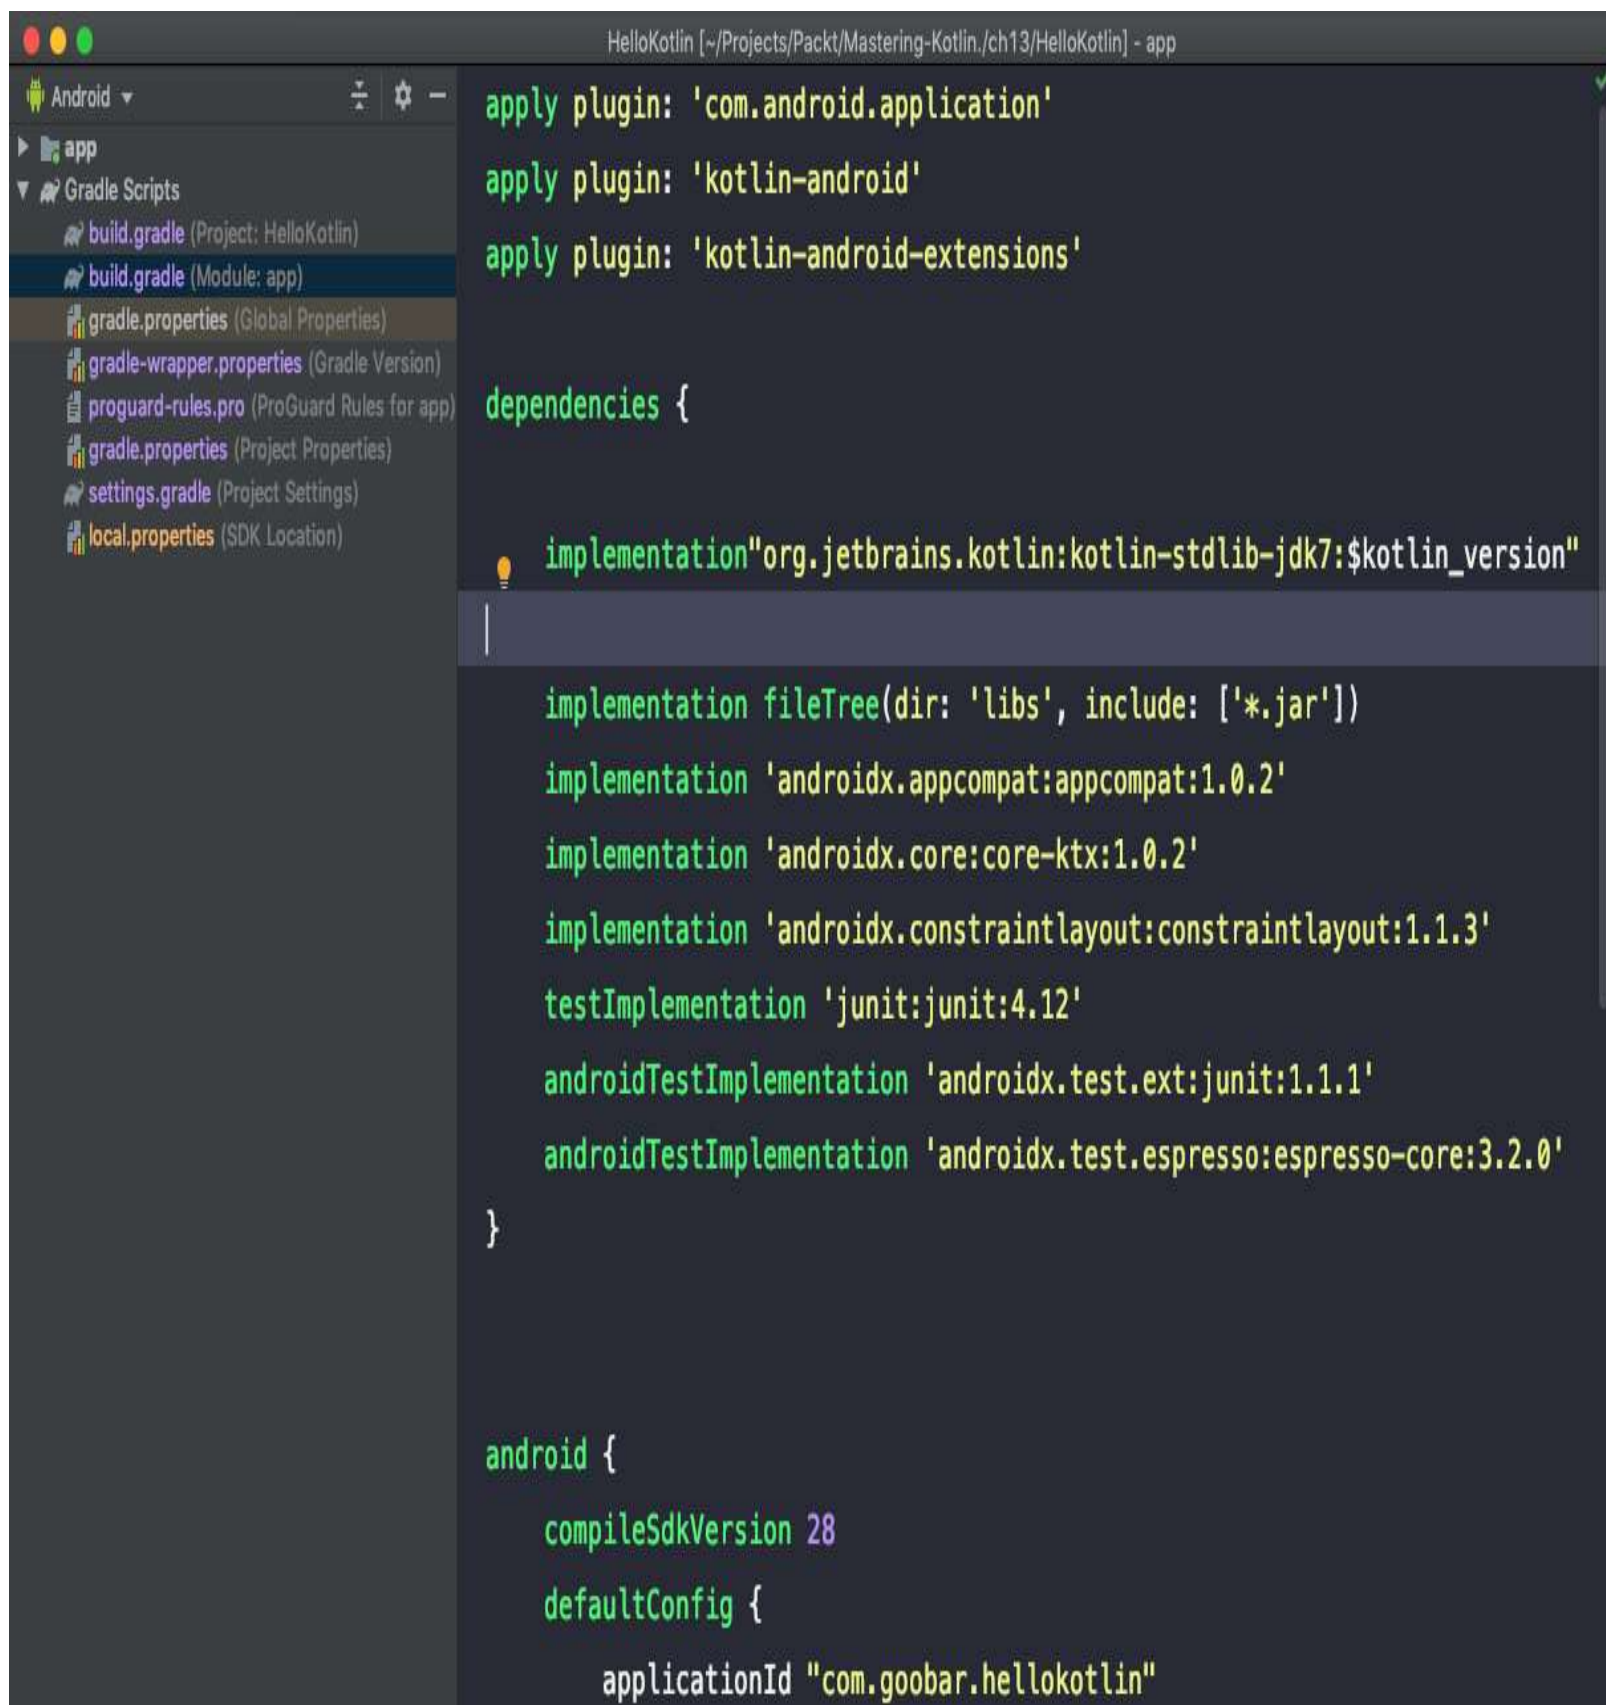 HelloKotlin [~/Projects/Packt/Mastering-Kotlin./ch13/HelloKotlin] - app
Android
app
Gradle Scripts
build.gradle (Project: HelloKotlin)
build.gradle (Module: app)
gradle.properties (Global Properties)
gradle-wrapper.properties (Gradle Version)
proguard-rules.pro (ProGuard Rules for app)
gradle.properties (Project Properties)
settings.gradle (Project Settings)
local.properties (SDK Location)
apply plugin: 'com.android.application'
apply plugin: 'kotlin-android'
apply plugin: 'kotlin-android-extensions'
dependencies {
implementation"org.jetbrains.kotlin:kotlin-stdlib-jdk7:$kotlin_version"
implementation fileTree(dir: 'libs', include: ['*.jar'])
implementation 'androidx.appcompat:appcompat:1.0.2'
implementation 'androidx.core:core-ktx:1.0.2'
implementation 'androidx.constraintlayout:constraintlayout:1.1.3'
testImplementation 'junit:junit:4.12'
androidTestImplementation 'androidx.test.ext:junit:1.1.1'
androidTestImplementation 'androidx.test.espresso:espresso-core:3.2.0'
}
android {
compileSdkVersion 28
defaultConfig {
applicationId "com.goobar.hellokotlin"